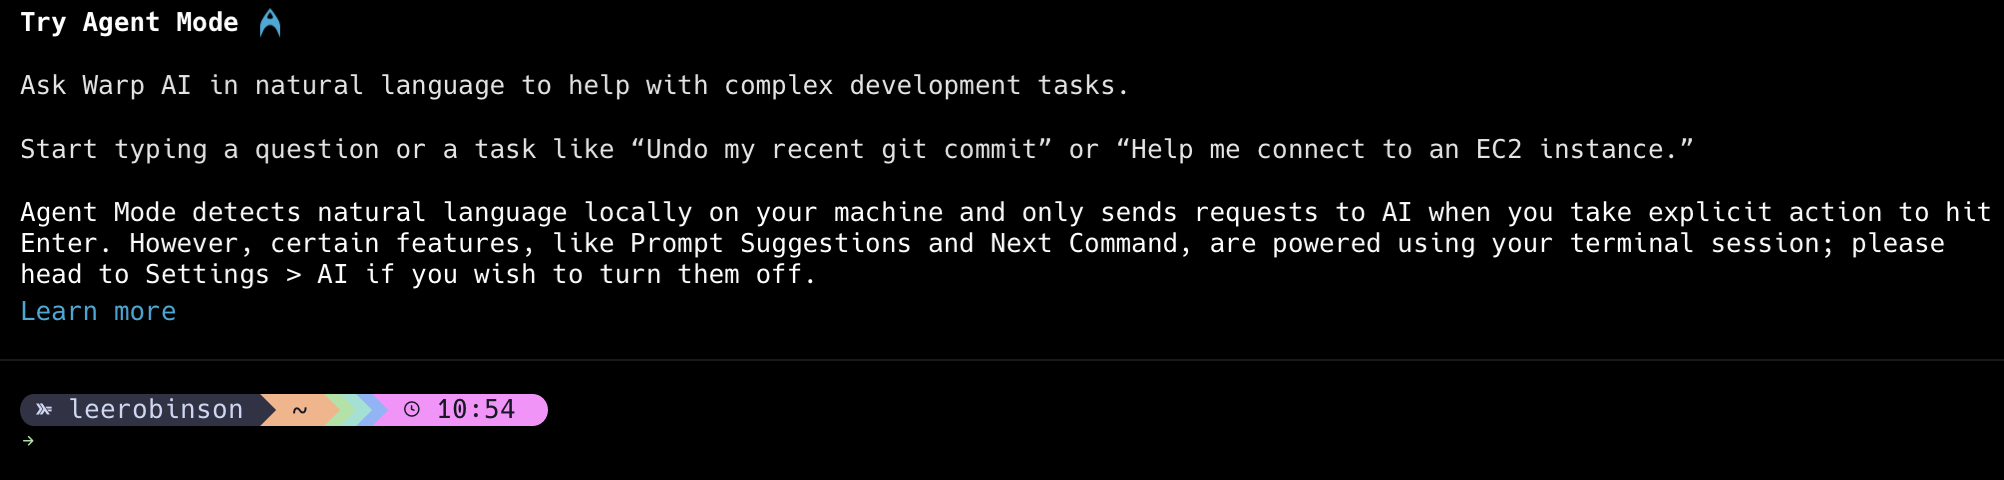 Try Agent Mode
Ask Warp AI in natural language to help with complex development tasks.
Start typing a question or a task like “Undo my recent git commit” or “Help me connect to an EC2 instance.”
Agent Mode detects natural language locally on your machine and only sends requests to AI when you take explicit action to hit
Enter. However, certain features, like Prompt Suggestions and Next Command, are powered using your terminal session; please
head to Settings > AI if you wish to turn them off.
Learn more
leerobinson ~ 10:54
→